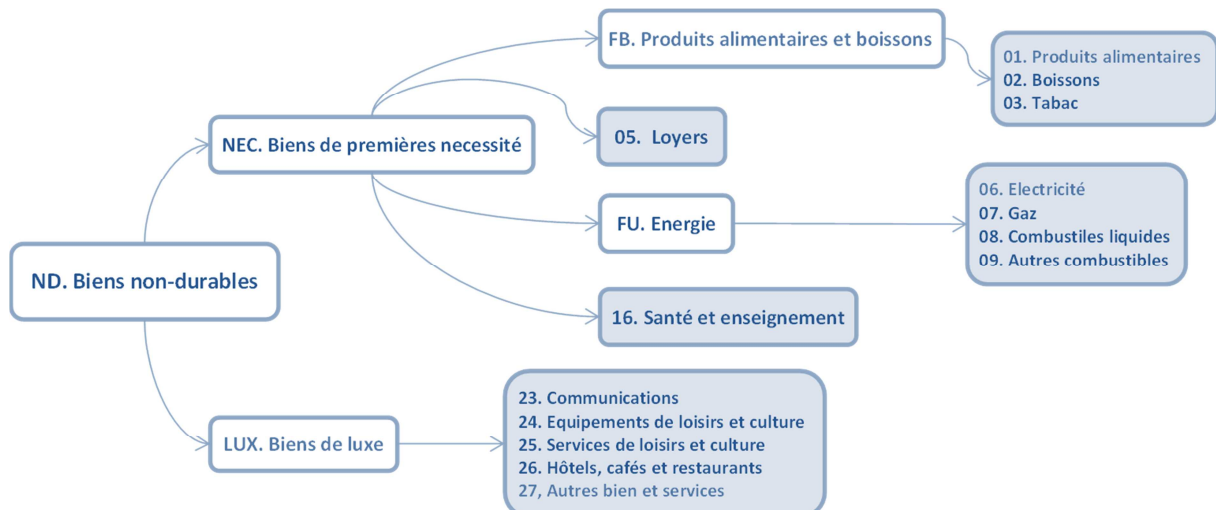 FB. Produits alimentaires et boissons
01. Produits alimentaires
02. Boissons
03. Tabac
NEC. Biens de premières necessité
05. Loyers
06. Electricité
07. Gaz
08. Combustiles liquides
09. Autres combustibles
FU. Energie
ND. Biens non-durables
16. Santé et enseignement
23. Communications
24. Equipements de loisirs et culture
25. Services de loisirs et culture
26. Hôtels, cafés et restaurants
27, Autres bien et services
LUX. Biens de luxe